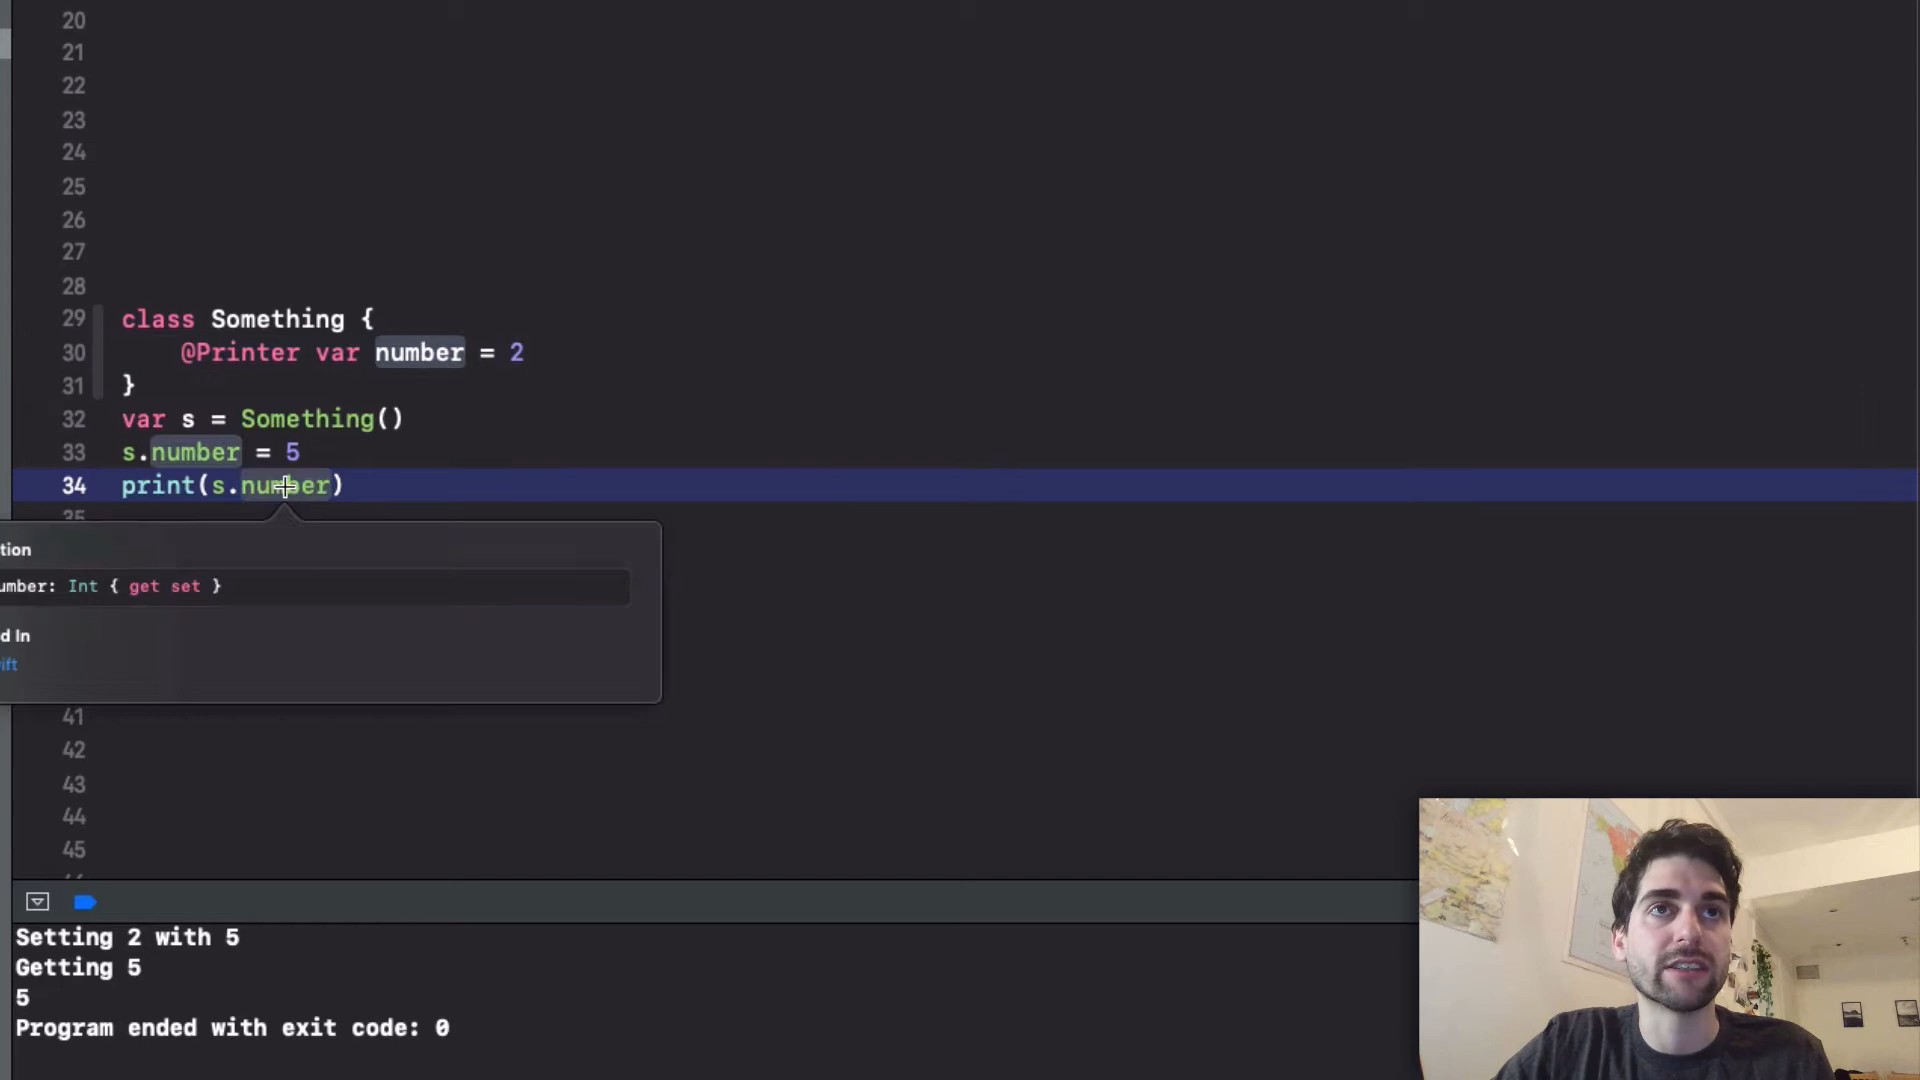 20
21
22
23
24
25
26
27
28
29 class Something {
30 @Printer var number = 2
31 }
32 var s = Something()
33 s.number = 5
34 print(s.number)
35
tion
umber: Int { get set }
d In
ift
41
42
43
44
45
Setting 2 with 5
Getting 5
5
Program ended with exit code: 0